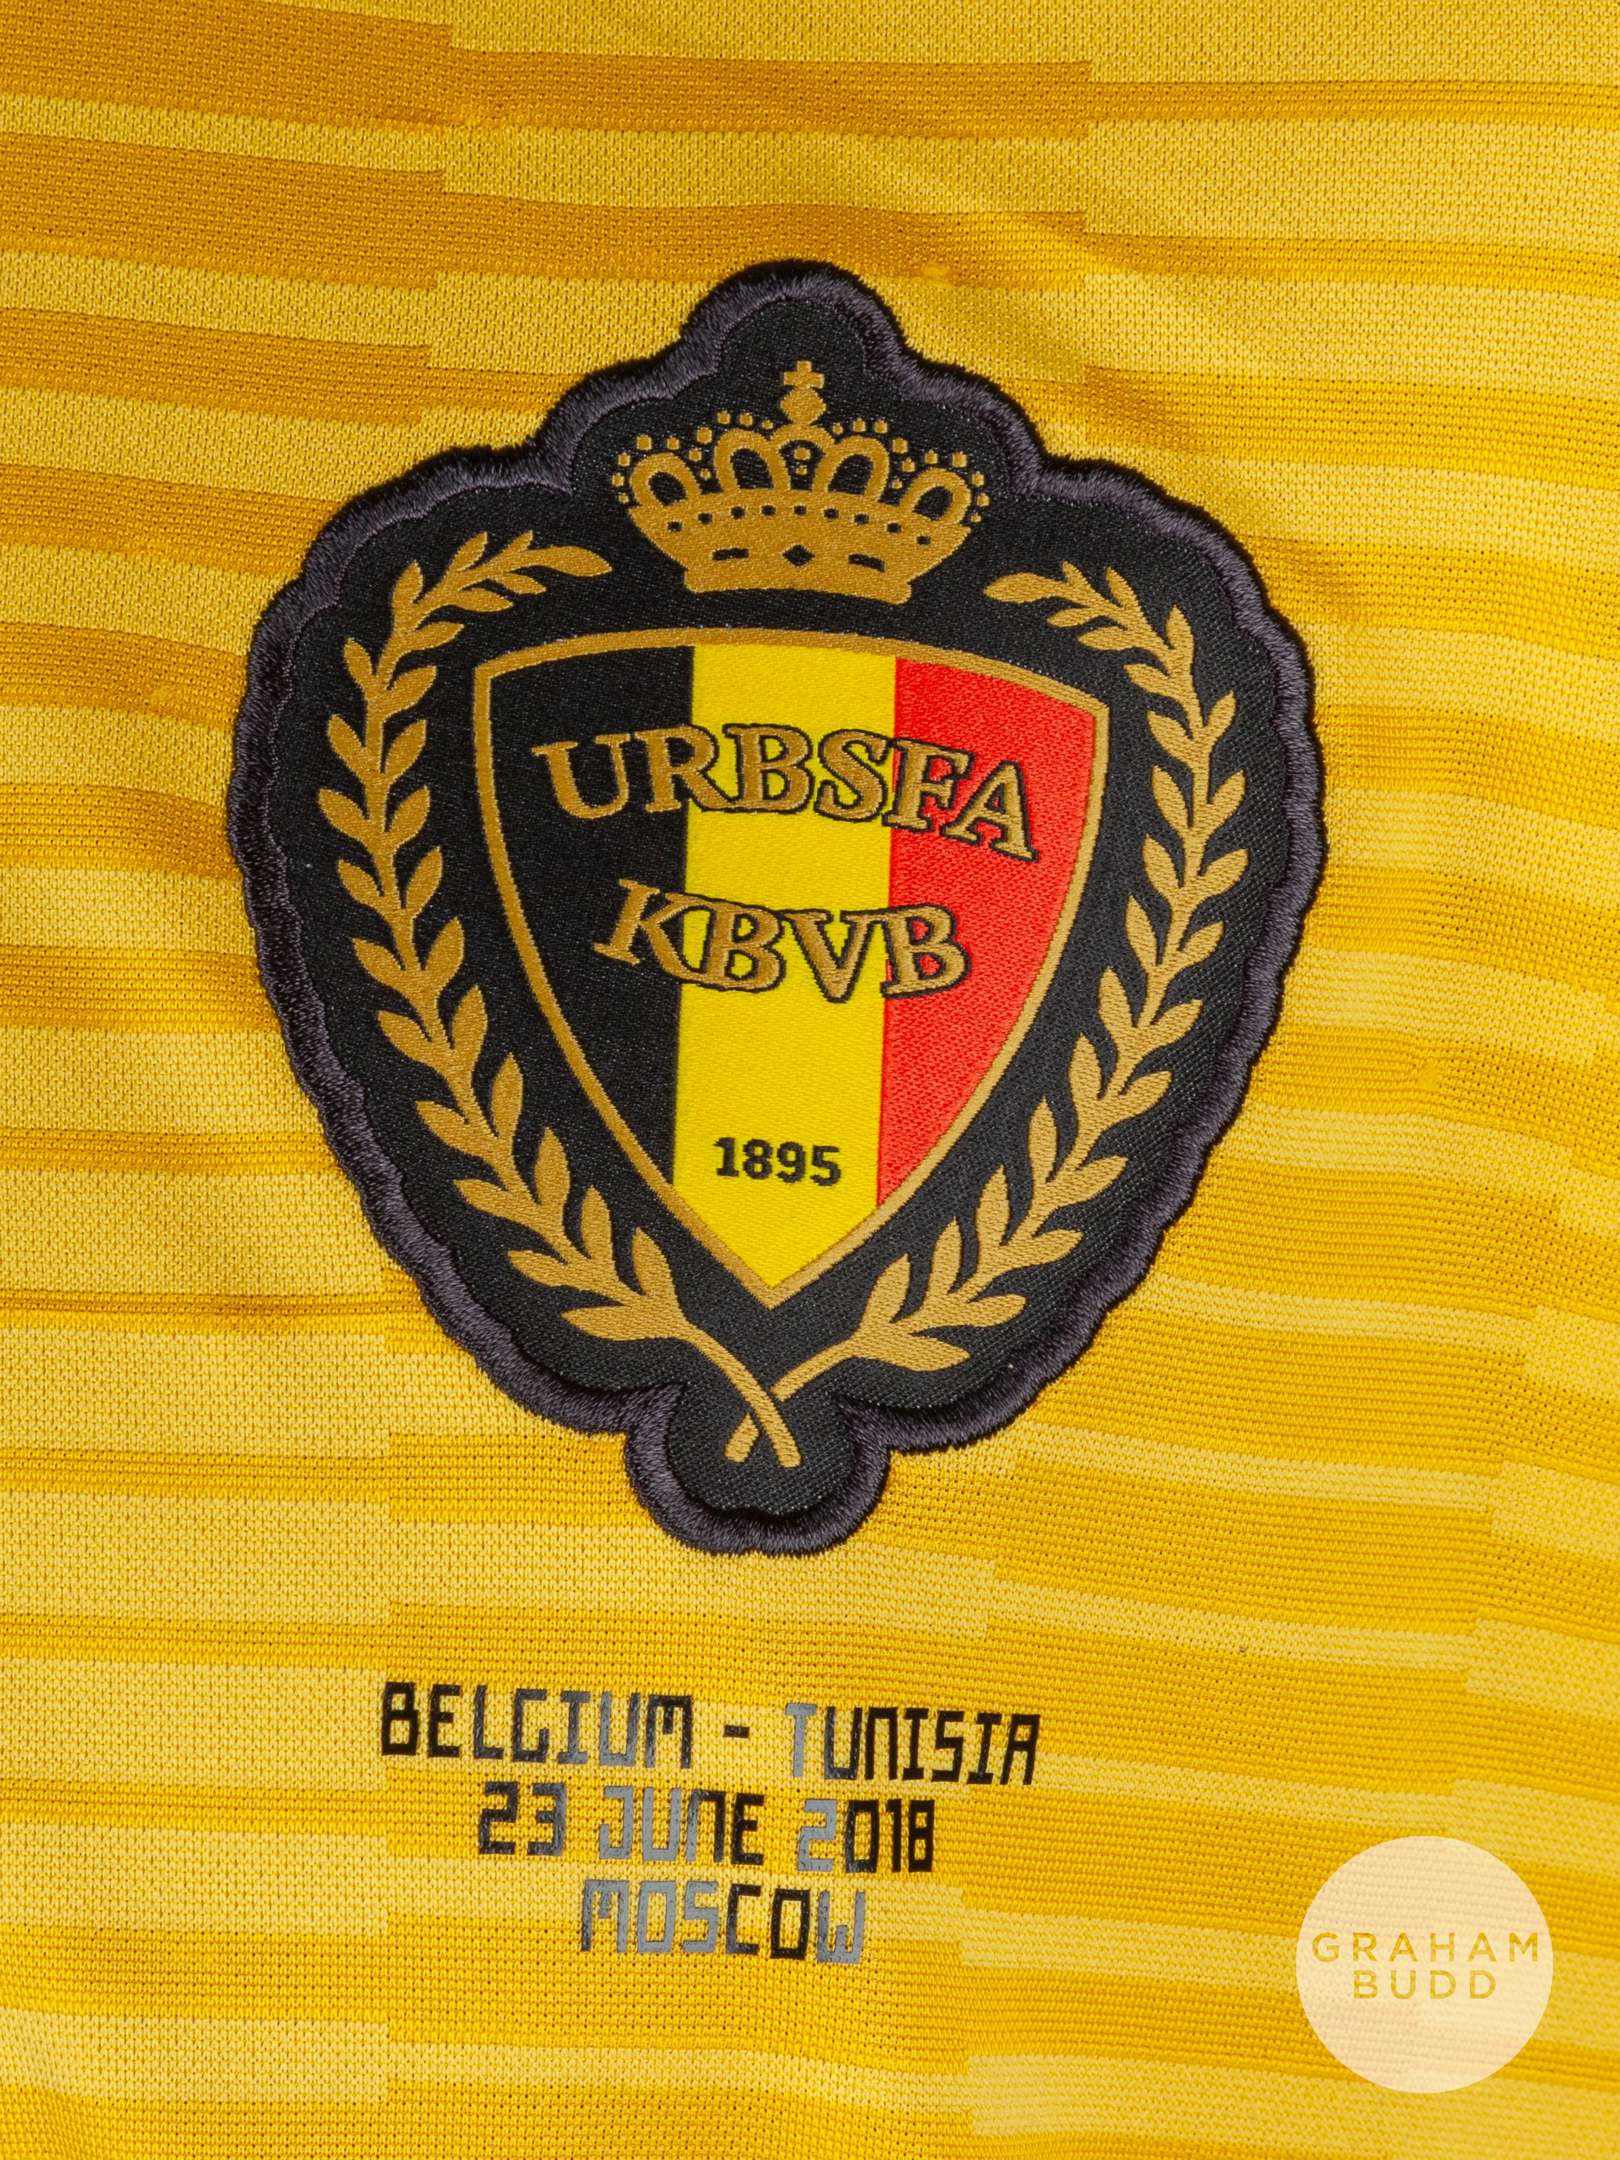 URBSFA
KBVB
1895
BELGIUM - TUNISIA
23 JUNE 2018
MOSCOW
GRAHAM
BUDD